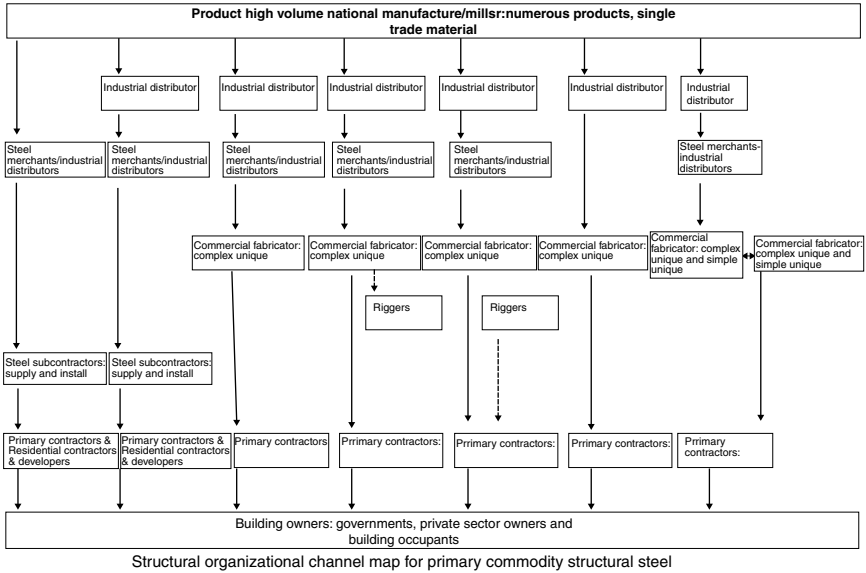 Product high volume national manufacture/millsr:numerous products, single
trade material
Industrial distributor
Industrial distributor
Industrial distributor
Industrial distributor
Industrial distributor
Industrial
distributor
Steel
merchants/industrial
distributors
Steel
merchants/industrial
distributors
Steel
merchants/industrial
distributors
Steel
merchants/industrial
distributors
Steel
merchants/industrial
distributors
Steel merchants-
industrial
distributors
Commercial fabricator:
complex unique
Commercial fabricator:
complex unique
Commercial fabricator:
complex unique
Commercial fabricator:
complex unique
Commercial
fabricator: complex
unique and simple
unique
Commercial fabricator:
complex unique and
simple unique
Riggers
Riggers
Steel subcontractors:
supply and install
Steel subcontractors:
supply and install
Primary contractors &
Residential contractors
& developers
Primary contractors &
Residential contractors
& developers
Prrimary contractors
Prrimary contractors:
Prrimary contractors:
Prrimary contractors:
Prrimary
contractors:
Building owners: governments, private sector owners and
building occupants
Structural organizational channel map for primary commodity structural steel